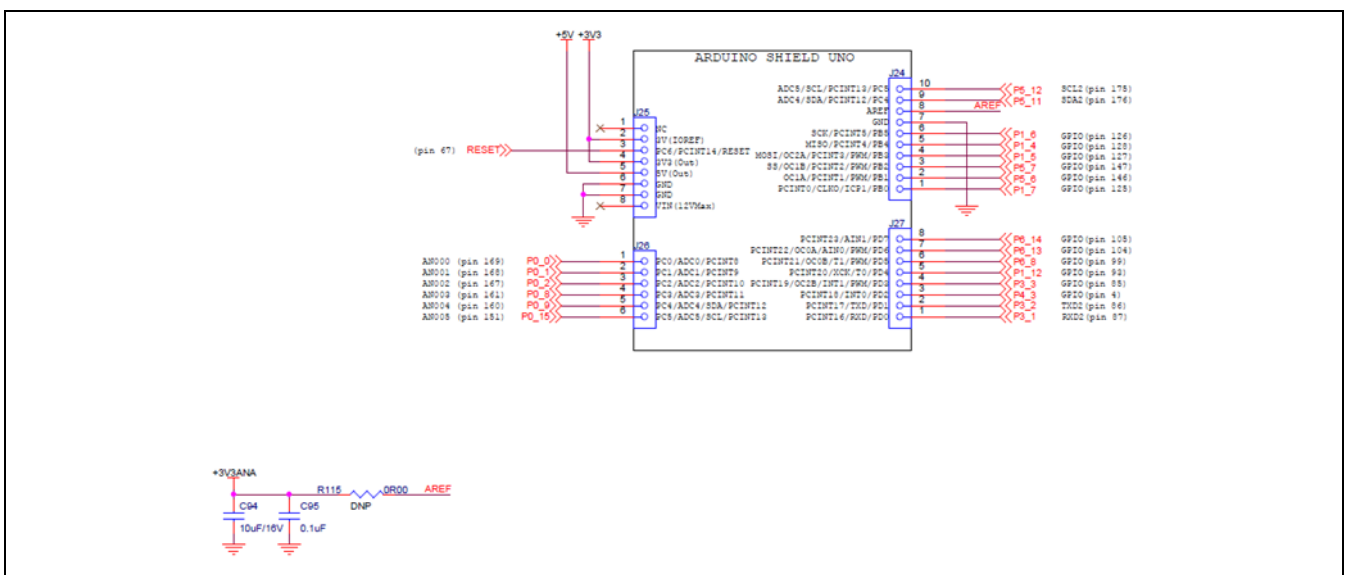 +5V +3V3
ARDUINO SHIELD UNO
J25
1 NC
2 3V(IOREF)
(pin 67) RESET 3 PC6/PCINT14/RESET
4 3V3(Out)
5 5V(Out)
6 GND
7 GND
8 VIN(12VMax)
J26
AN000 (pin 169) P0_0 1 PC0/ADC0/PCINT8
AN001 (pin 168) P0_1 2 PC1/ADC1/PCINT9
AN002 (pin 167) P0_2 3 PC2/ADC2/PCINT10
AN003 (pin 161) P0_8 4 PC3/ADC3/PCINT11
AN004 (pin 160) P0_9 5 PC4/ADC4/SDA/PCINT12
AN005 (pin 151) P0_15 6 PC5/ADC5/SCL/PCINT13
J24
ADC5/SCL/PCINT13/PC5 10 P5_12 SCL2(pin 175)
ADC4/SDA/PCINT12/PC4 9 P5_11 SDA2(pin 176)
AREF 8 AREF
GND 7
SCK/PCINT5/PB5 6 P1_6 GPIO(pin 126)
MISO/PCINT4/PB4 5 P1_4 GPIO(pin 128)
MOSI/OC2A/PCINT3/PWM/PB3 4 P1_5 GPIO(pin 127)
SS/OC1B/PCINT2/PWM/PB2 3 P5_7 GPIO(pin 147)
OC1A/PCINT1/PWM/PB1 2 P5_6 GPIO(pin 146)
PCINT0/CLKO/ICP1/PB0 1 P1_7 GPIO(pin 125)
J27
PCINT23/AIN1/PD7 8 P6_14 GPIO(pin 105)
PCINT22/OC0A/AIN0/PWM/PD6 7 P6_13 GPIO(pin 104)
PCINT21/OC0B/T1/PWM/PD5 6 P6_8 GPIO(pin 99)
PCINT20/XCK/T0/PD4 5 P1_12 GPIO(pin 93)
PCINT19/OC2B/INT1/PWM/PD3 4 P3_3 GPIO(pin 85)
PCINT18/INT0/PD2 3 P4_3 GPIO(pin 4)
PCINT17/TXD/PD1 2 P3_2 TXD2(pin 86)
PCINT16/RXD/PD0 1 P3_1 RXD2(pin 87)
+3V3ANA
R115 0R00 AREF
C94 C95 DNP
10uF/16V 0.1uF